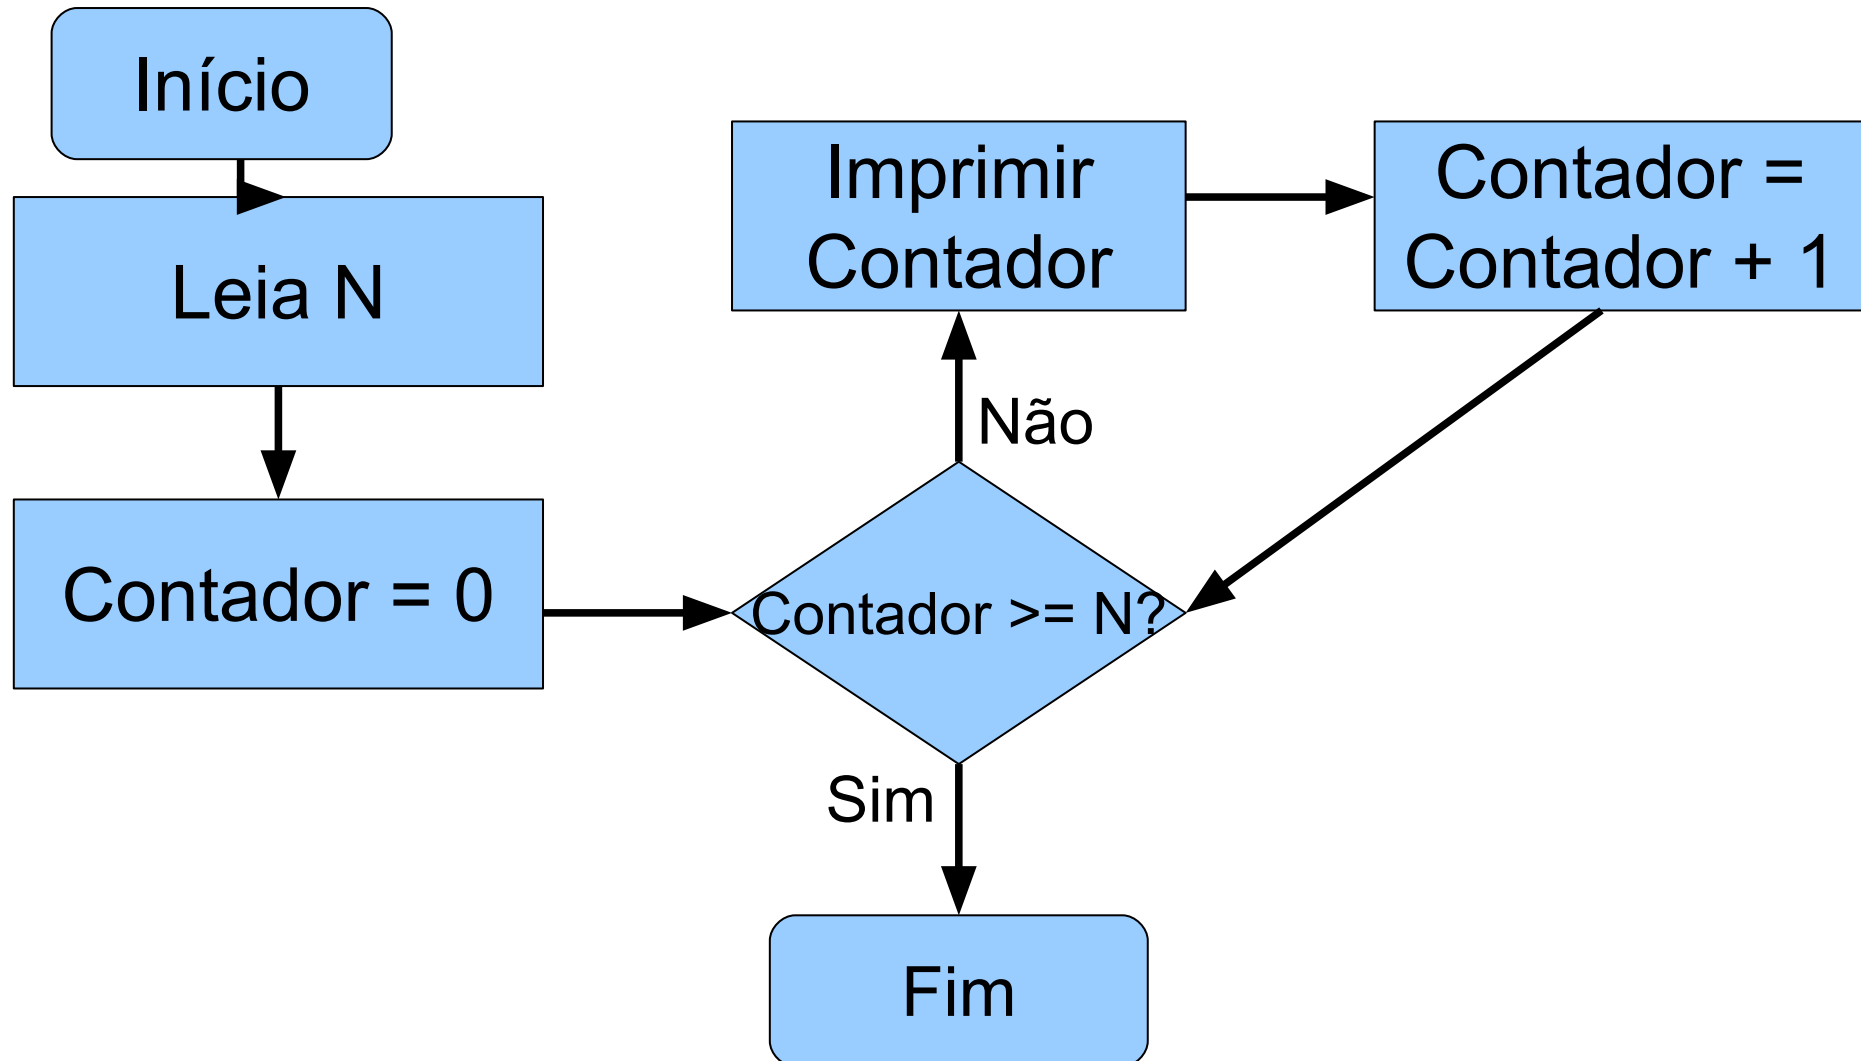 Início
Leia N
Contador = 0
Contador >= N?
Não
Imprimir
Contador
Contador =
Contador + 1
Sim
Fim